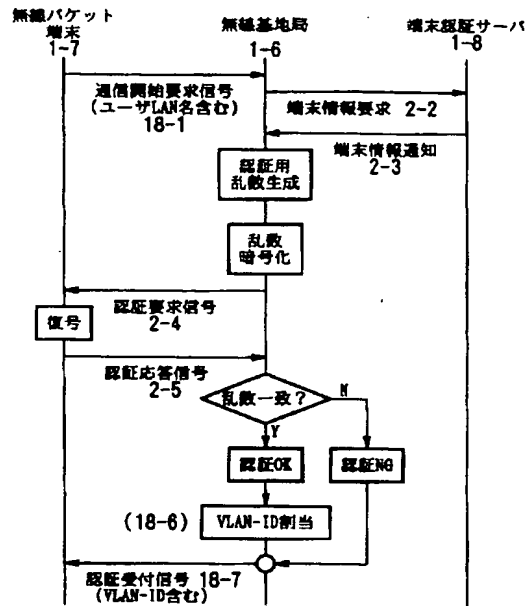 無線パケット
端末
1-7
無線基地局
1-6
端末認証サーバ
1-8
通信開始要求信号
(ユーザLAN名含む)
18-1
端末情報要求 2-2
端末情報通知
2-3
認証用
乱数生成
乱数
暗号化
認証要求信号
2-4
復号
認証応答信号
2-5
乱数一致?
N
Y
認証OK
認証NG
(18-6)
VLAN-ID割当
認証受付信号 18-7
(VLAN-ID含む)